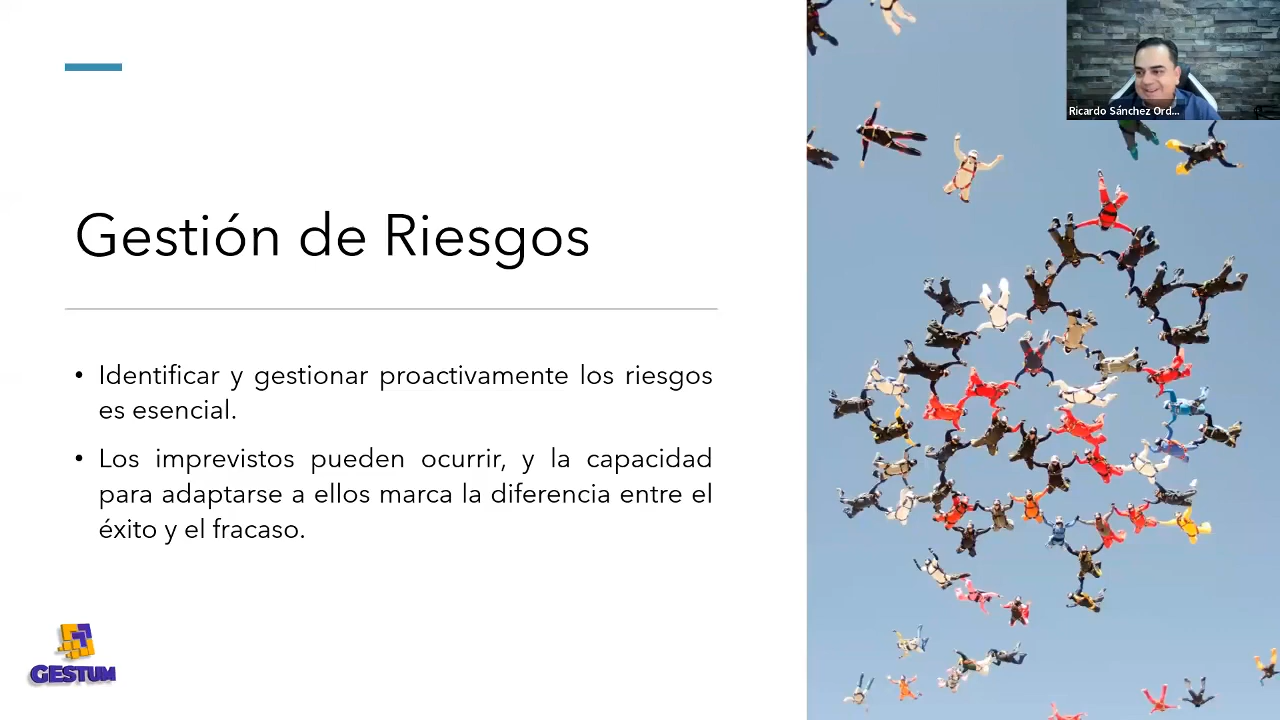 Ricardo Sánchez Ord...
Gestión de Riesgos
• Identificar y gestionar proactivamente los riesgos
es esencial.
• Los imprevistos pueden ocurrir, y la capacidad
para adaptarse a ellos marca la diferencia entre el
éxito y el fracaso.
GESTUM